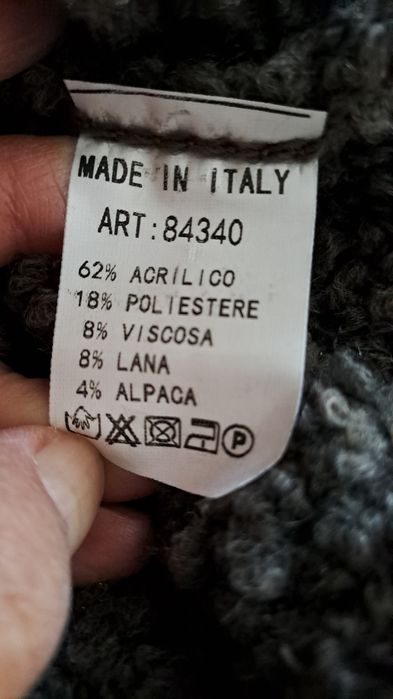 MADE IN ITALY
ART:84340
62% ACRILICO
18% POLIESTERE
8% VISCOSA
8% LANA
4% ALPACA
P